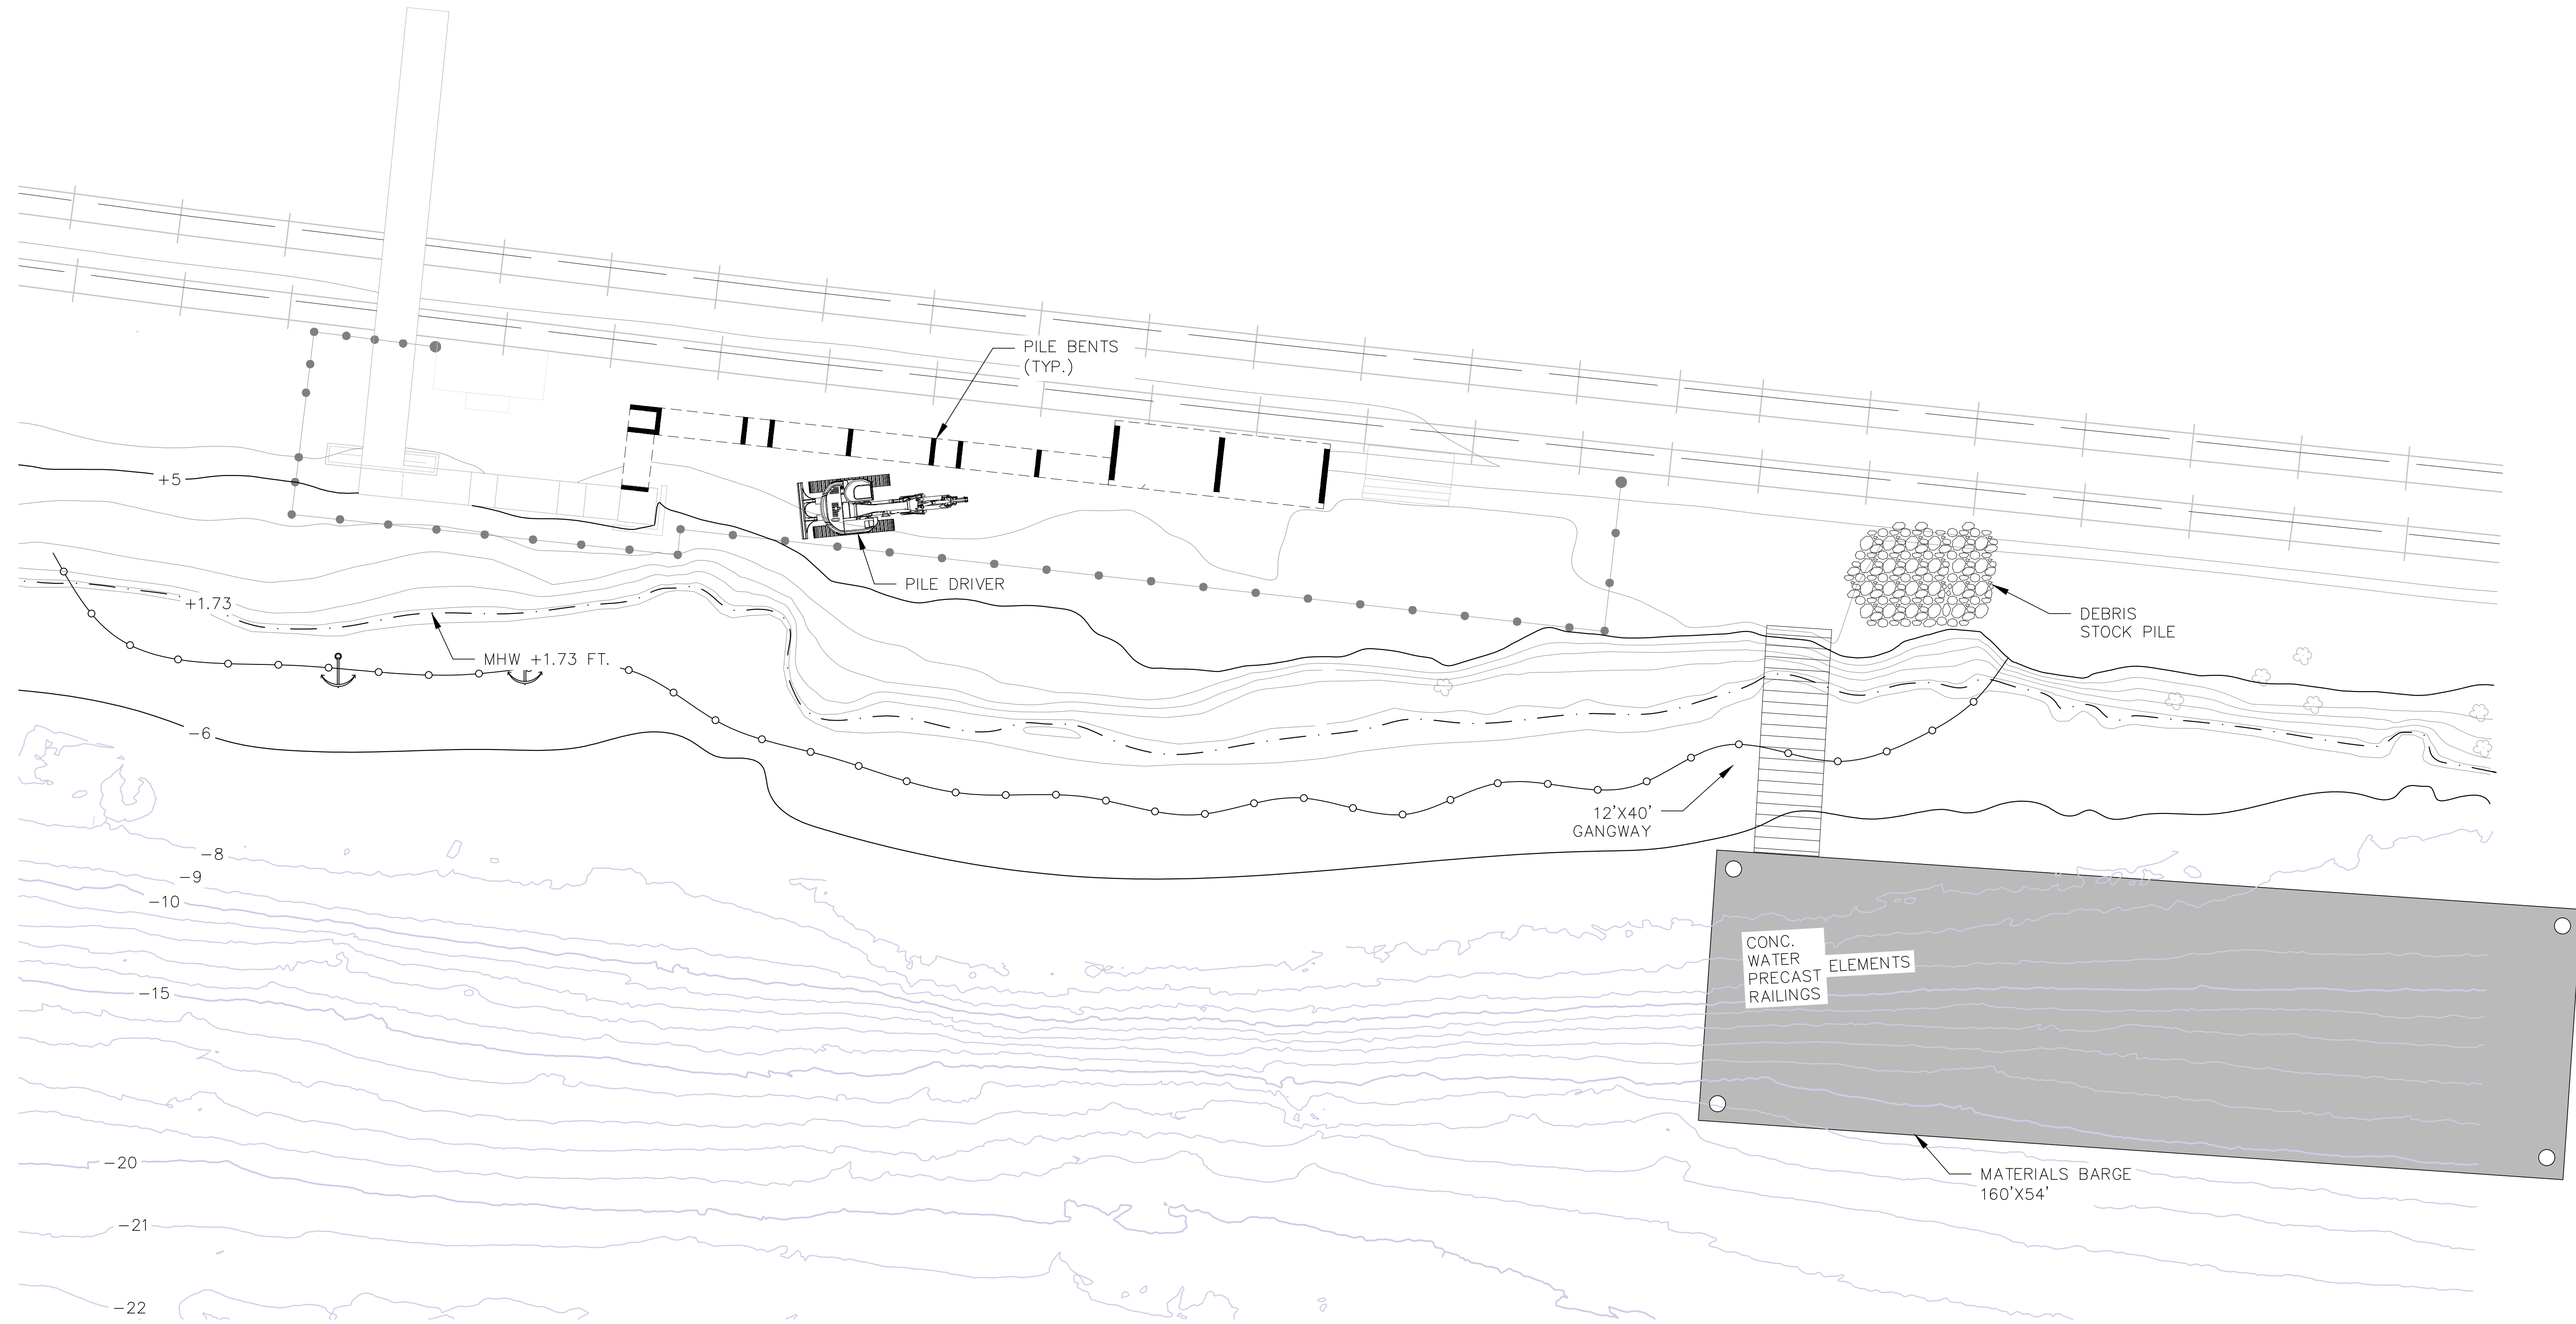 PILE BENTS
(TYP.)
+5
PILE DRIVER
+1.73
MHW +1.73 FT.
DEBRIS
STOCK PILE
-6
12'X40'
GANGWAY
-8
-9
-10
-15
CONC.
WATER
PRECAST ELEMENTS
RAILINGS
-20
MATERIALS BARGE
160'X54'
-21
-22